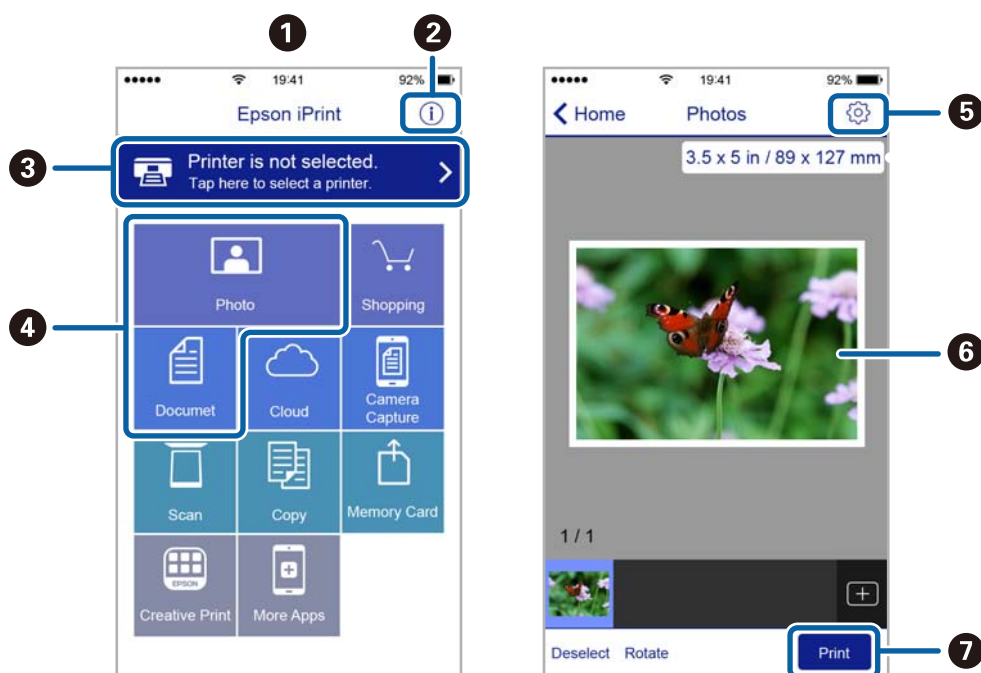 1
2
19:41
92%
Epson iPrint
i
3
Printer is not selected.
Tap here to select a printer.
4
Photo
Shopping
Documet
Cloud
Camera
Capture
Scan
Copy
Memory Card
EPSON
Creative Print
More Apps
19:41
92%
Home
Photos
5
3.5 x 5 in / 89 x 127 mm
6
1 / 1
Deselect
Rotate
Print
7